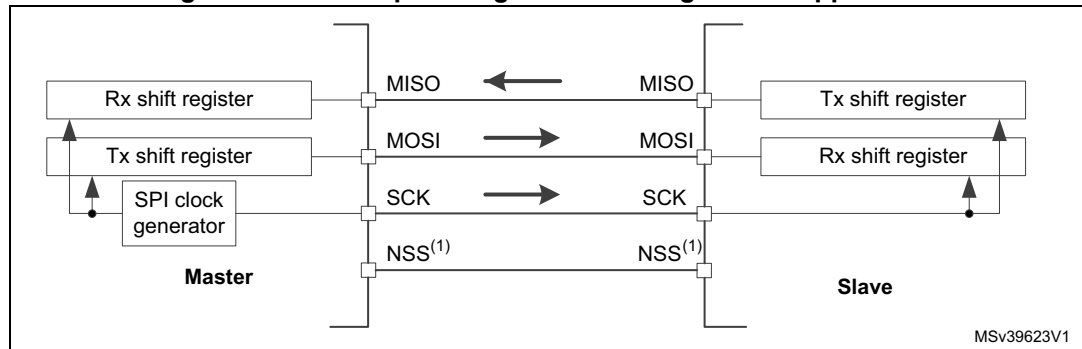 MISO MISO
Rx shift register Tx shift register
MOSI MOSI
Tx shift register Rx shift register
SPI clock
generator
SCK SCK
NSS(1) NSS(1)
Master Slave
MSv39623V1